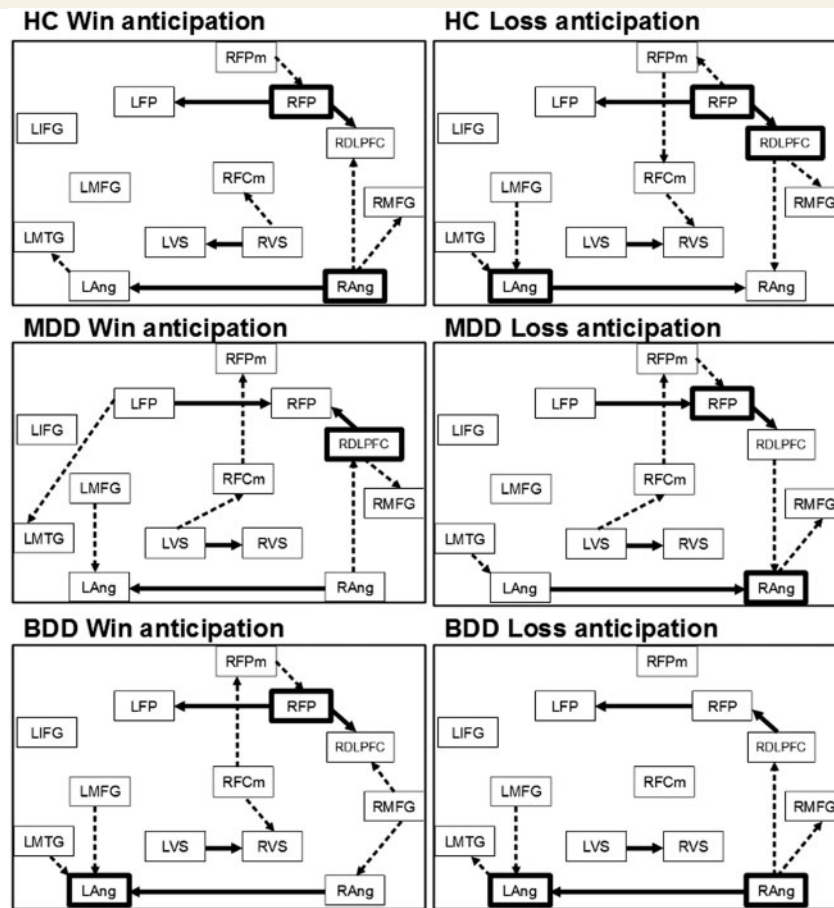 HC Win anticipation
RFPm
LFP
RFP
LIFG
RDLPFC
LMFG
RFCm
RMFG
LMTG
LVS
RVS
LAng
RAng
HC Loss anticipation
RFPm
LFP
RFP
LIFG
RDLPFC
LMFG
RFCm
RMFG
LMTG
LVS
RVS
LAng
RAng
MDD Win anticipation
RFPm
LFP
RFP
LIFG
RDLPFC
LMFG
RFCm
RMFG
LMTG
LVS
RVS
LAng
RAng
MDD Loss anticipation
RFPm
LFP
RFP
LIFG
RDLPFC
LMFG
RFCm
RMFG
LMTG
LVS
RVS
LAng
RAng
BDD Win anticipation
RFPm
LFP
RFP
LIFG
RDLPFC
LMFG
RFCm
RMFG
LMTG
LVS
RVS
LAng
RAng
BDD Loss anticipation
RFPm
LFP
RFP
LIFG
RDLPFC
LMFG
RFCm
RMFG
LMTG
LVS
RVS
LAng
RAng